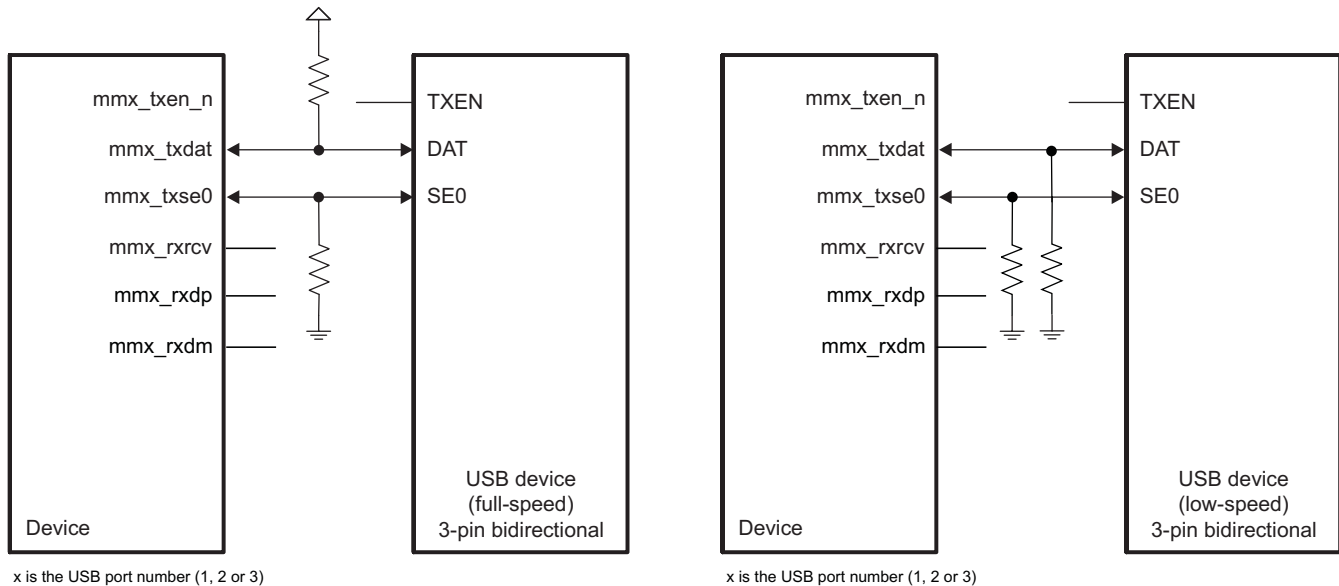 mmx_txen_n
mmx_txdat
mmx_txse0
mmx_rxrcv
mmx_rxdp
mmx_rxdm
Device
TXEN
DAT
SE0
USB device
(full-speed)
3-pin bidirectional
x is the USB port number (1, 2 or 3)
mmx_txen_n
mmx_txdat
mmx_txse0
mmx_rxrcv
mmx_rxdp
mmx_rxdm
Device
TXEN
DAT
SE0
USB device
(low-speed)
3-pin bidirectional
x is the USB port number (1, 2 or 3)